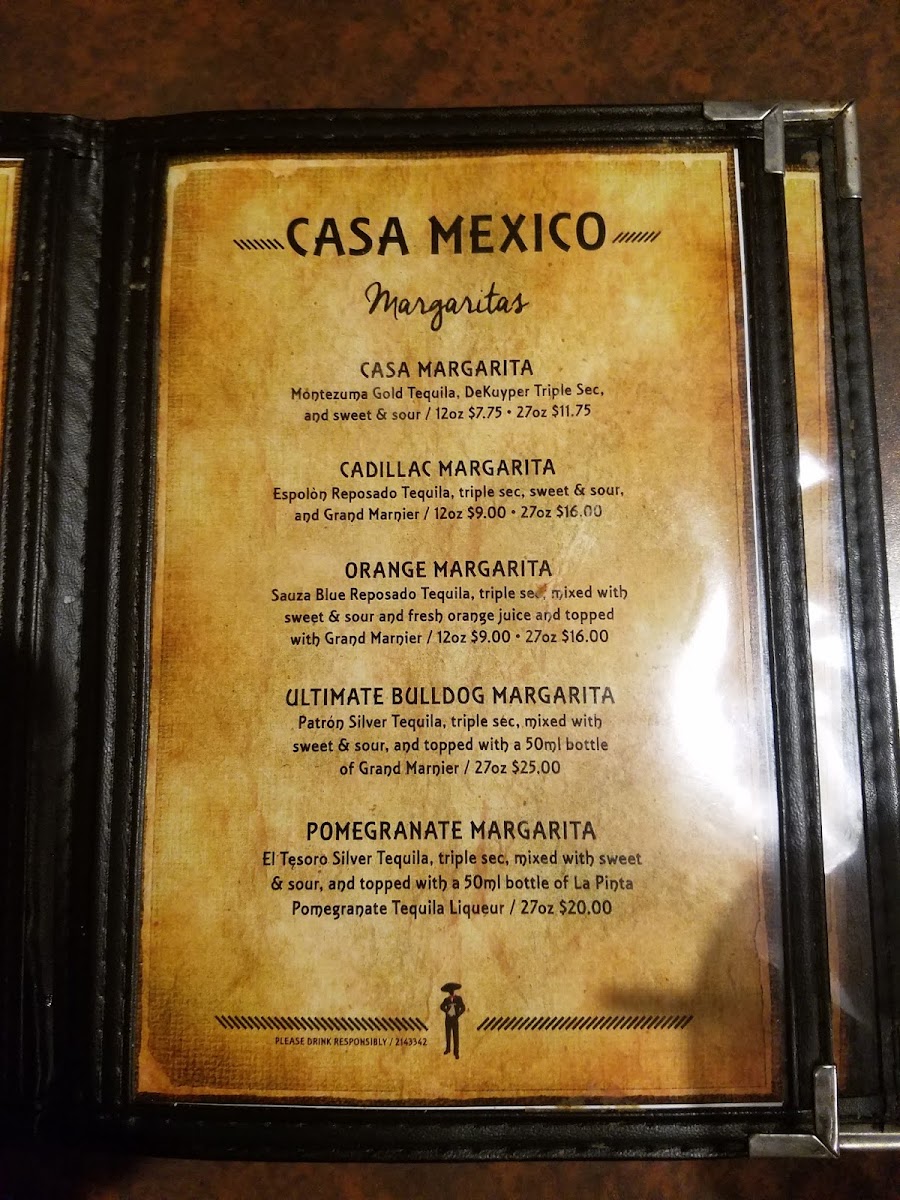 CASA MEXICO
Margaritas
CASA MARGARITA
Montezuma Gold Tequila, DeKuyper Triple Sec,
and sweet & sour / 12oz $7.75 • 27oz $11.75
CADILLAC MARGARITA
Espolòn Reposado Tequila, triple sec, sweet & sour,
and Grand Marnier / 12oz $9.00 • 27oz $16.00
ORANGE MARGARITA
Sauza Blue Reposado Tequila, triple sec, mixed with
sweet & sour and fresh orange juice and topped
with Grand Marnier / 12oz $9.00 • 27oz $16.00
ULTIMATE BULLDOG MARGARITA
Patrón Silver Tequila, triple sec, mixed with
sweet & sour, and topped with a 50ml bottle
of Grand Marnier / 27oz $25.00
POMEGRANATE MARGARITA
El Tesoro Silver Tequila, triple sec, mixed with sweet
& sour, and topped with a 50ml bottle of La Pinta
Pomegranate Tequila Liqueur / 27oz $20.00
PLEASE DRINK RESPONSIBLY / 2143342